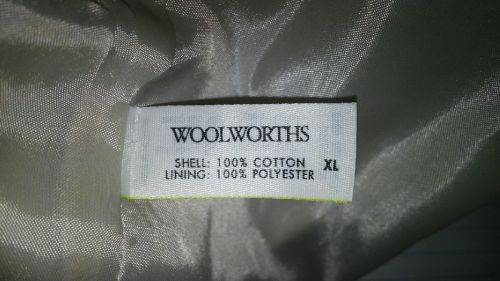 WOOLWORTHS
SHELL: 100% COTTON XL
LINING: 100% POLYESTER